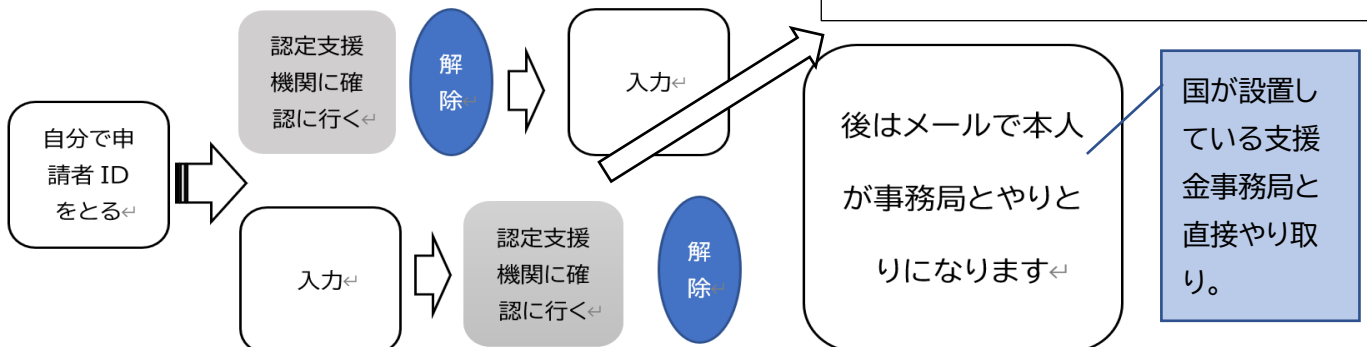 自分で申
請者 ID
をとる↵
認定支援
機関に確
認に行く↵
解
除↵
入力↵
入力↵
認定支援
機関に確
認に行く↵
解
除↵
後はメールで本人
が事務局とやりと
りになります↵
国が設置し
ている支援
金事務局と
直接やり取
り。